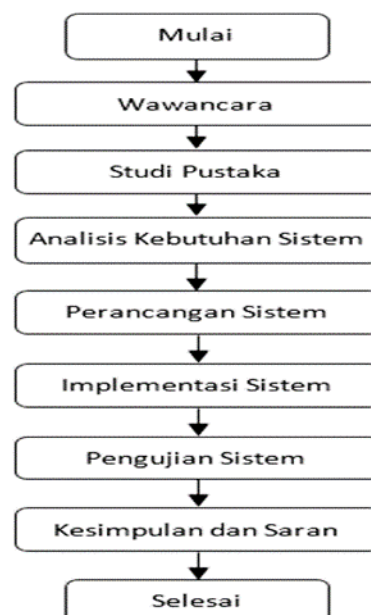 Mulai
Wawancara
Studi Pustaka
Analisis Kebutuhan Sistem
Perancangan Sistem
Implementasi Sistem
Pengujian Sistem
Kesimpulan dan Saran
Selesai